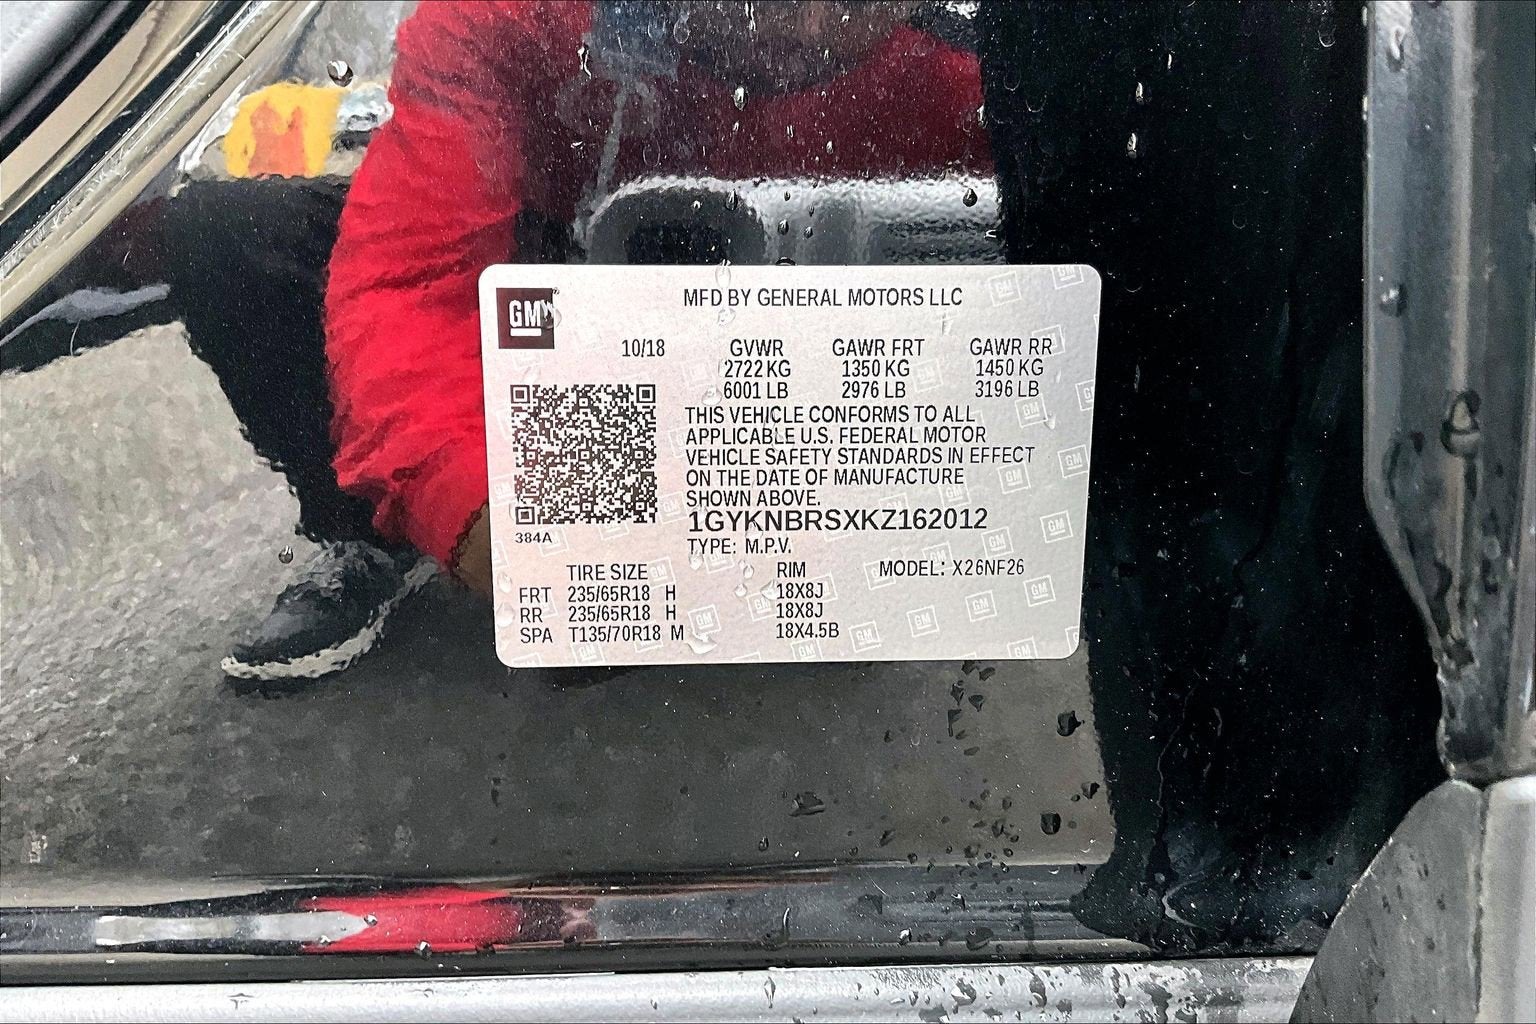 GM
MFD BY GENERAL MOTORS LLC
10/18 GVWR GAWR FRT GAWR RR
2722 KG 1350 KG 1450 KG
6001 LB 2976 LB 3196 LB
THIS VEHICLE CONFORMS TO ALL
APPLICABLE U.S. FEDERAL MOTOR
VEHICLE SAFETY STANDARDS IN EFFECT
ON THE DATE OF MANUFACTURE
SHOWN ABOVE.
1GYKNBRSXKZ162012
384A
TYPE: M.P.V.
TIRE SIZE RIM MODEL: X26NF26
FRT 235/65R18 H 18X8J
RR 235/65R18 H 18X8J
SPA T135/70R18 M 18X4.5B